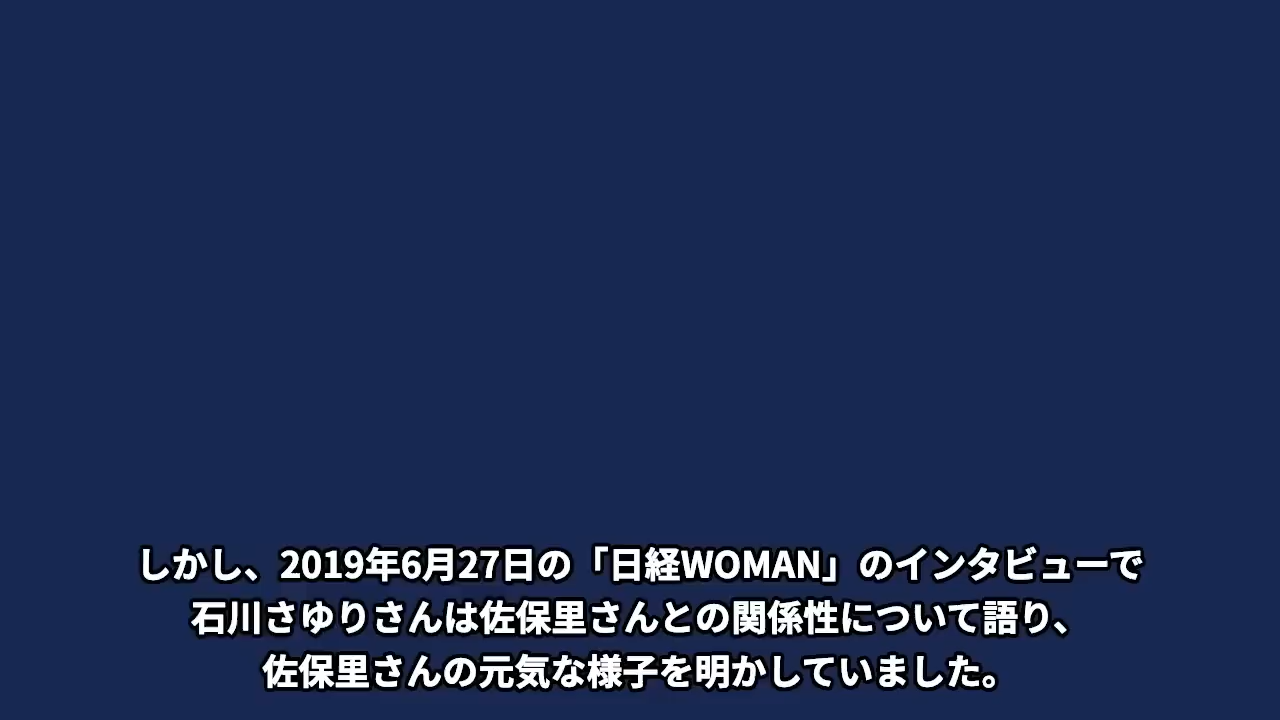 しかし、2019年6月27日の「日経WOMAN」のインタビューで
石川さゆりさんは佐保里さんとの関係性について語り、
佐保里さんの元気な様子を明かしていました。